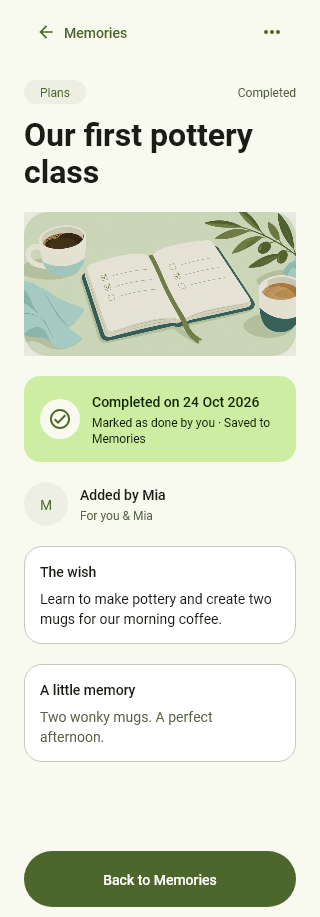 Memories
Plans
Completed
Our first pottery
class
Completed on 24 Oct 2026
Marked as done by you · Saved to
Memories
M
Added by Mia
For you & Mia
The wish
Learn to make pottery and create two
mugs for our morning coffee.
A little memory
Two wonky mugs. A perfect
afternoon.
Back to Memories